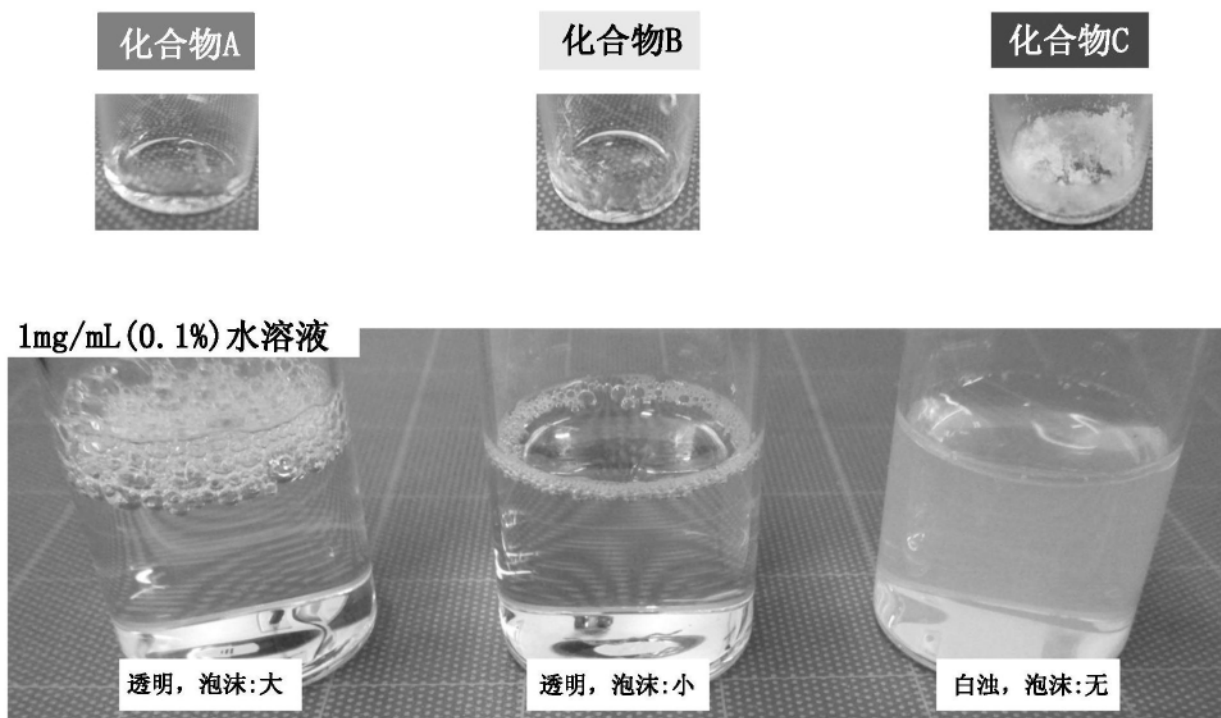 化合物A
化合物B
化合物C
1mg/mL(0.1%)水溶液
透明，泡沫:大
透明，泡沫:小
白浊，泡沫:无